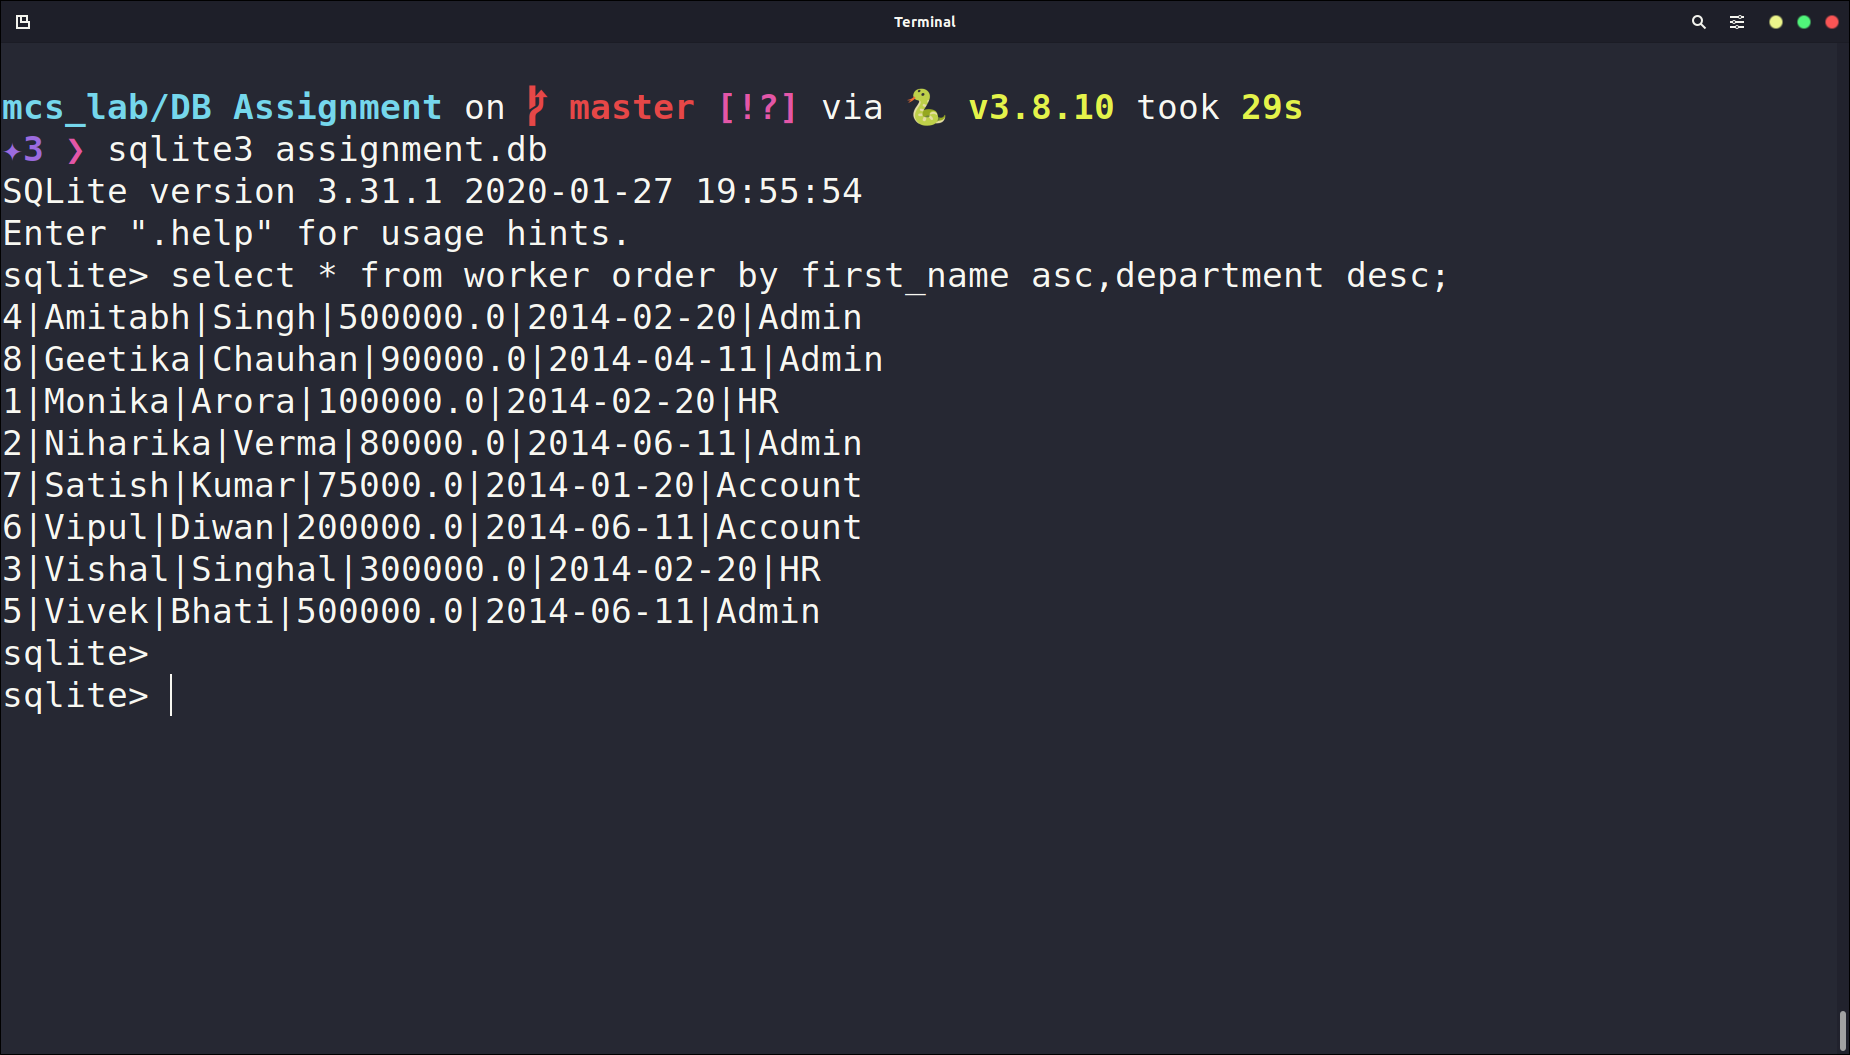 Terminal
mcs_lab/DB Assignment on master [!?] via 🐍 v3.8.10 took 29s
✦3 ❯ sqlite3 assignment.db
SQLite version 3.31.1 2020-01-27 19:55:54
Enter ".help" for usage hints.
sqlite> select * from worker order by first_name asc,department desc;
4|Amitabh|Singh|500000.0|2014-02-20|Admin
8|Geetika|Chauhan|90000.0|2014-04-11|Admin
1|Monika|Arora|100000.0|2014-02-20|HR
2|Niharika|Verma|80000.0|2014-06-11|Admin
7|Satish|Kumar|75000.0|2014-01-20|Account
6|Vipul|Diwan|200000.0|2014-06-11|Account
3|Vishal|Singhal|300000.0|2014-02-20|HR
5|Vivek|Bhati|500000.0|2014-06-11|Admin
sqlite>
sqlite>